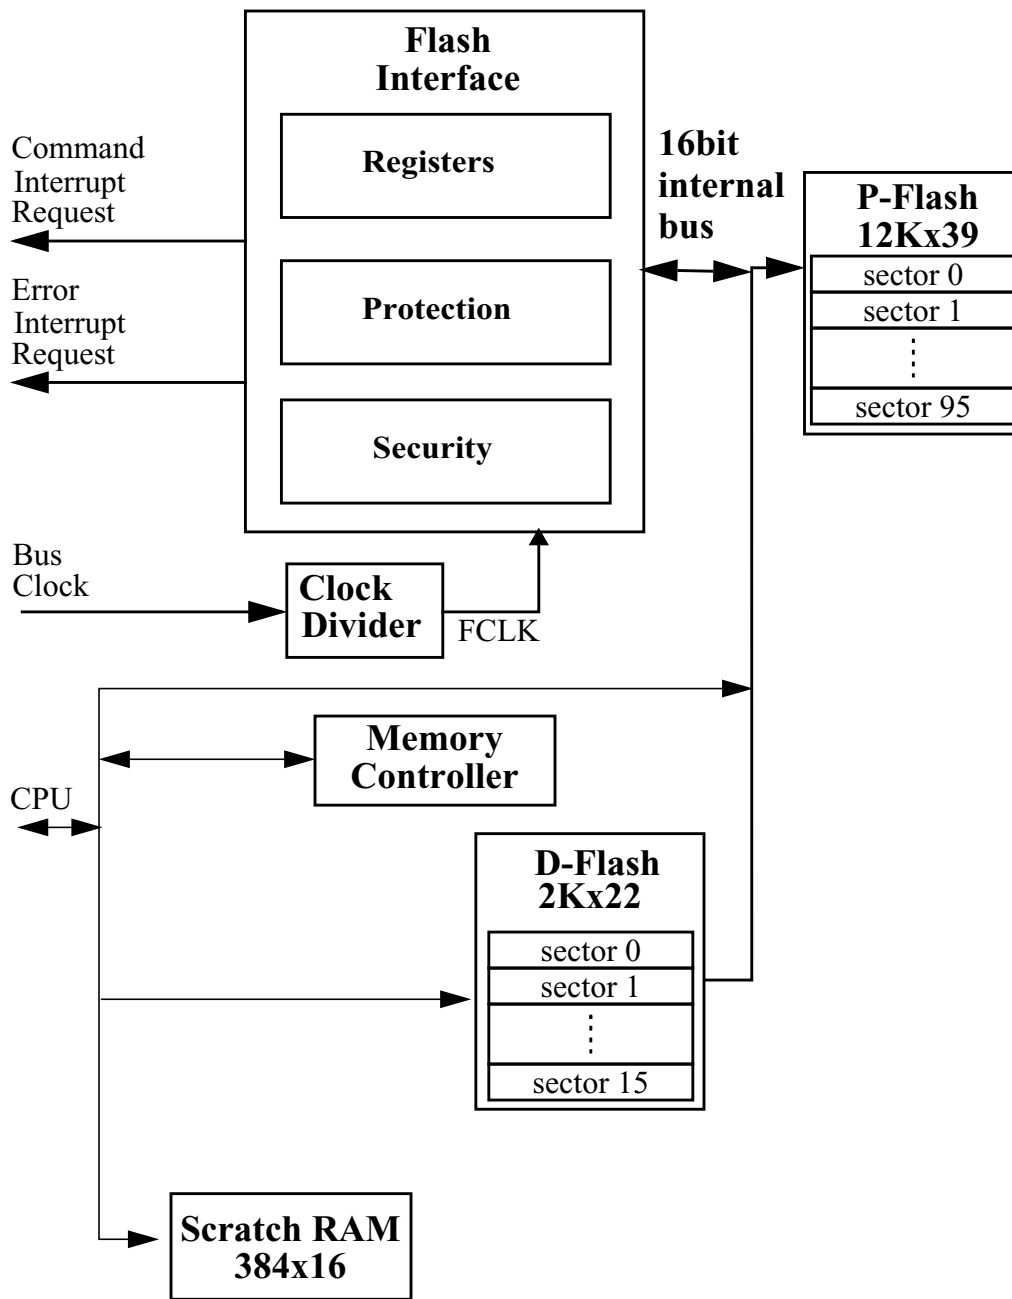 Flash
Interface
Registers
Protection
Security
Command
Interrupt
Request
Error
Interrupt
Request
16bit
internal
bus
P-Flash
12Kx39
sector 0
sector 1
sector 95
Bus
Clock
Clock
Divider
FCLK
Memory
Controller
CPU
D-Flash
2Kx22
sector 0
sector 1
sector 15
Scratch RAM
384x16